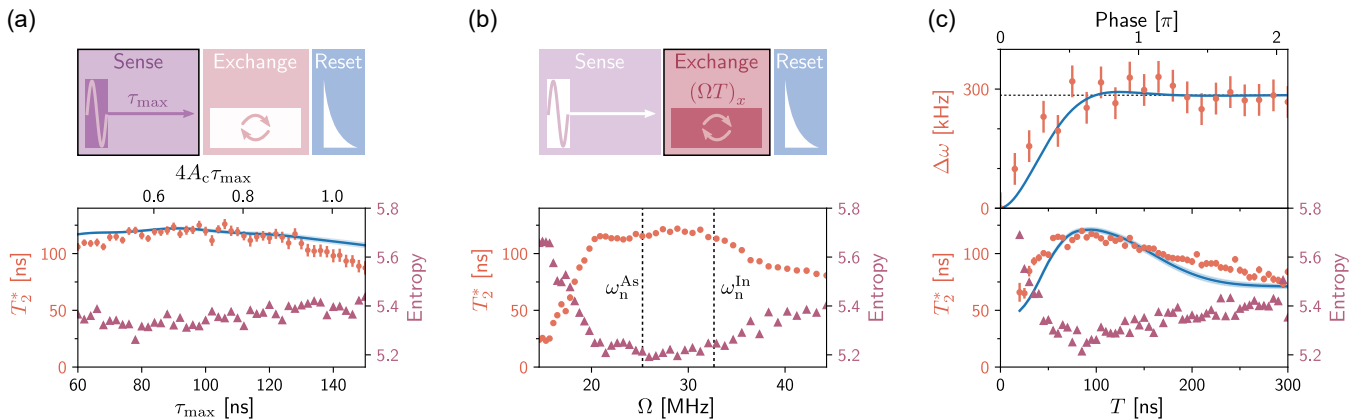 (a)
Sense
Exchange
Reset
τmax
4Acτmax
0.6 0.8 1.0
T2* [ns]
100
50
0
5.8
5.6
5.4
5.2
Entropy
60 80 100 120 140
τmax [ns]
(b)
Sense
Exchange
Reset
(ΩT)x
T2* [ns]
100
50
0
ωnAs
ωnIn
5.8
5.6
5.4
5.2
Entropy
20 30 40
Ω [MHz]
(c)
Phase [π]
0 1 2
Δω [kHz]
300
0
T2* [ns]
100
50
0
5.8
5.6
5.4
5.2
Entropy
0 50 100 150 200 250 300
T [ns]